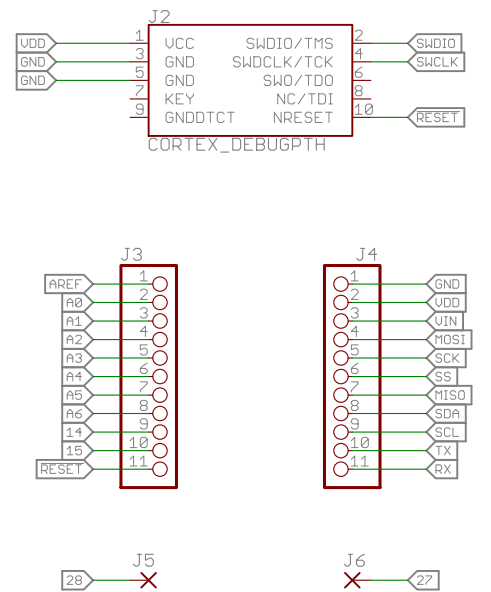 J2
VDD 1 VCC SWDIO/TMS 2 SWDIO
GND 3 GND SWDCLK/TCK 4 SWCLK
GND 5 GND SWO/TDO 6
7 KEY NC/TDI 8
9 GNDDTCT NRESET 10 RESET
CORTEX_DEBUGPTH
J3 J4
AREF 1 1 GND
A0 2 2 VDD
A1 3 3 VIN
A2 4 4 MOSI
A3 5 5 SCK
A4 6 6 SS
A5 7 7 MISO
A6 8 8 SDA
14 9 9 SCL
15 10 10 TX
RESET 11 11 RX
J5 J6
28 27